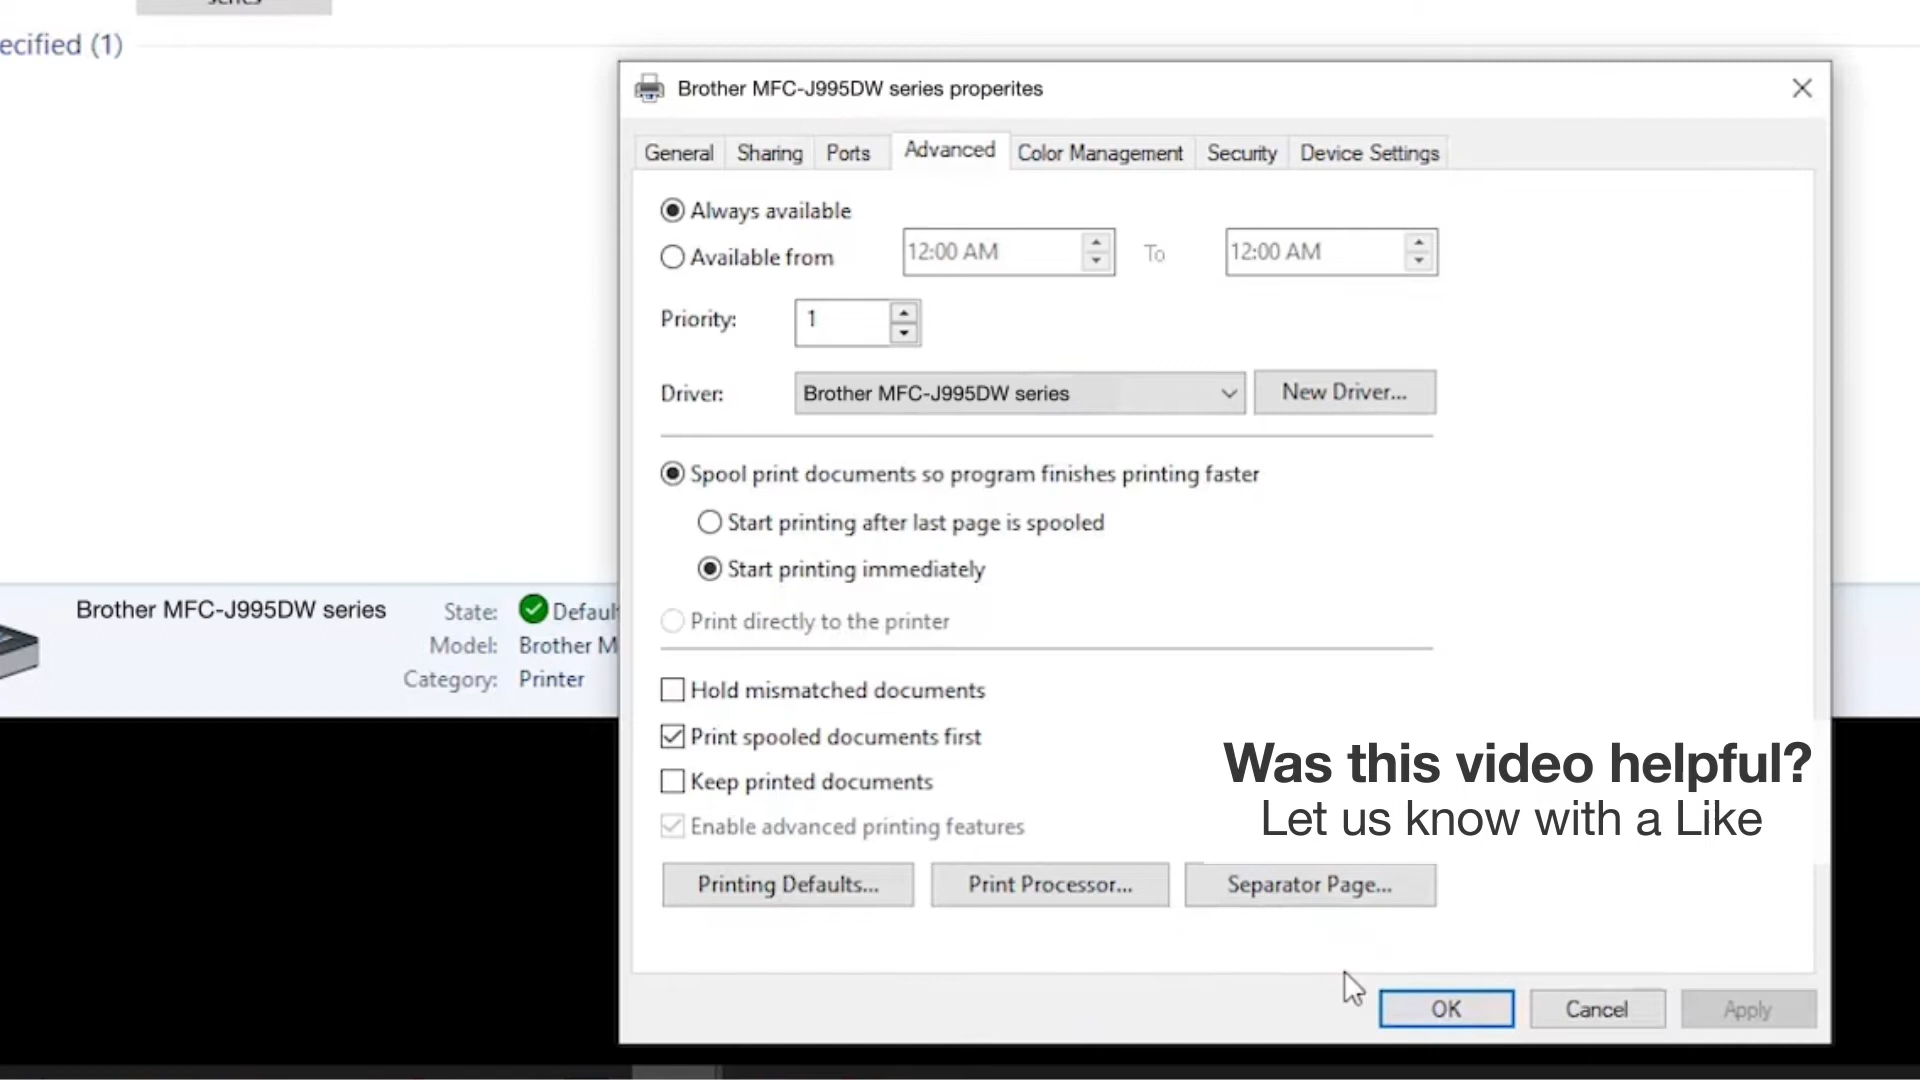 ecified (1)
Brother MFC-J995DW series properites
General Sharing Ports Advanced Color Management Security Device Settings
Always available
Available from 12:00 AM To 12:00 AM
Priority: 1
Driver: Brother MFC-J995DW series New Driver...
Spool print documents so program finishes printing faster
Start printing after last page is spooled
Start printing immediately
Print directly to the printer
Brother MFC-J995DW series
State: Defaul
Model: Brother M
Category: Printer
Hold mismatched documents
Print spooled documents first
Keep printed documents
Enable advanced printing features
Was this video helpful?
Let us know with a Like
Printing Defaults... Print Processor... Separator Page...
OK Cancel Apply